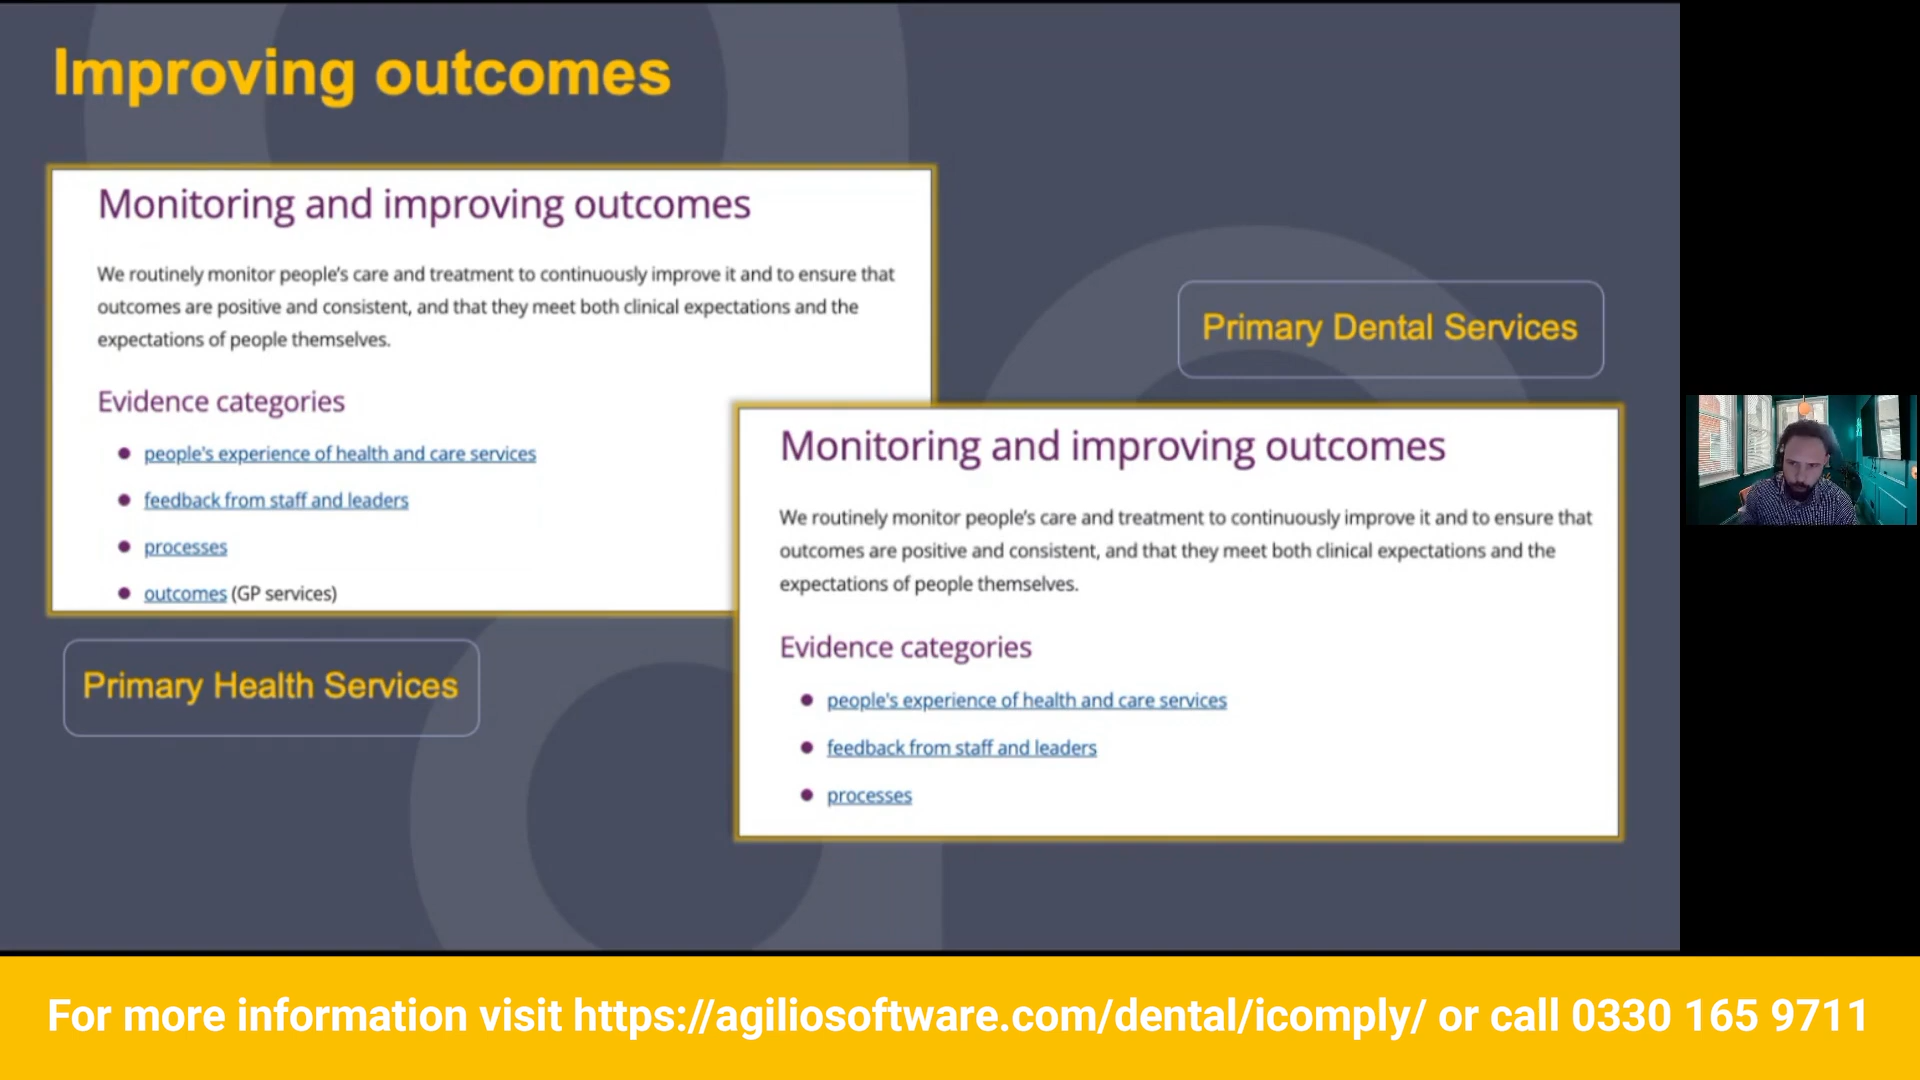 Improving outcomes
Monitoring and improving outcomes
We routinely monitor people's care and treatment to continuously improve it and to ensure that
outcomes are positive and consistent, and that they meet both clinical expectations and the
expectations of people themselves.
Evidence categories
people's experience of health and care services
feedback from staff and leaders
processes
outcomes (GP services)
Primary Health Services
Primary Dental Services
Monitoring and improving outcomes
We routinely monitor people's care and treatment to continuously improve it and to ensure that
outcomes are positive and consistent, and that they meet both clinical expectations and the
expectations of people themselves.
Evidence categories
people's experience of health and care services
feedback from staff and leaders
processes
For more information visit https://agiliosoftware.com/dental/icomply/ or call 0330 165 9711